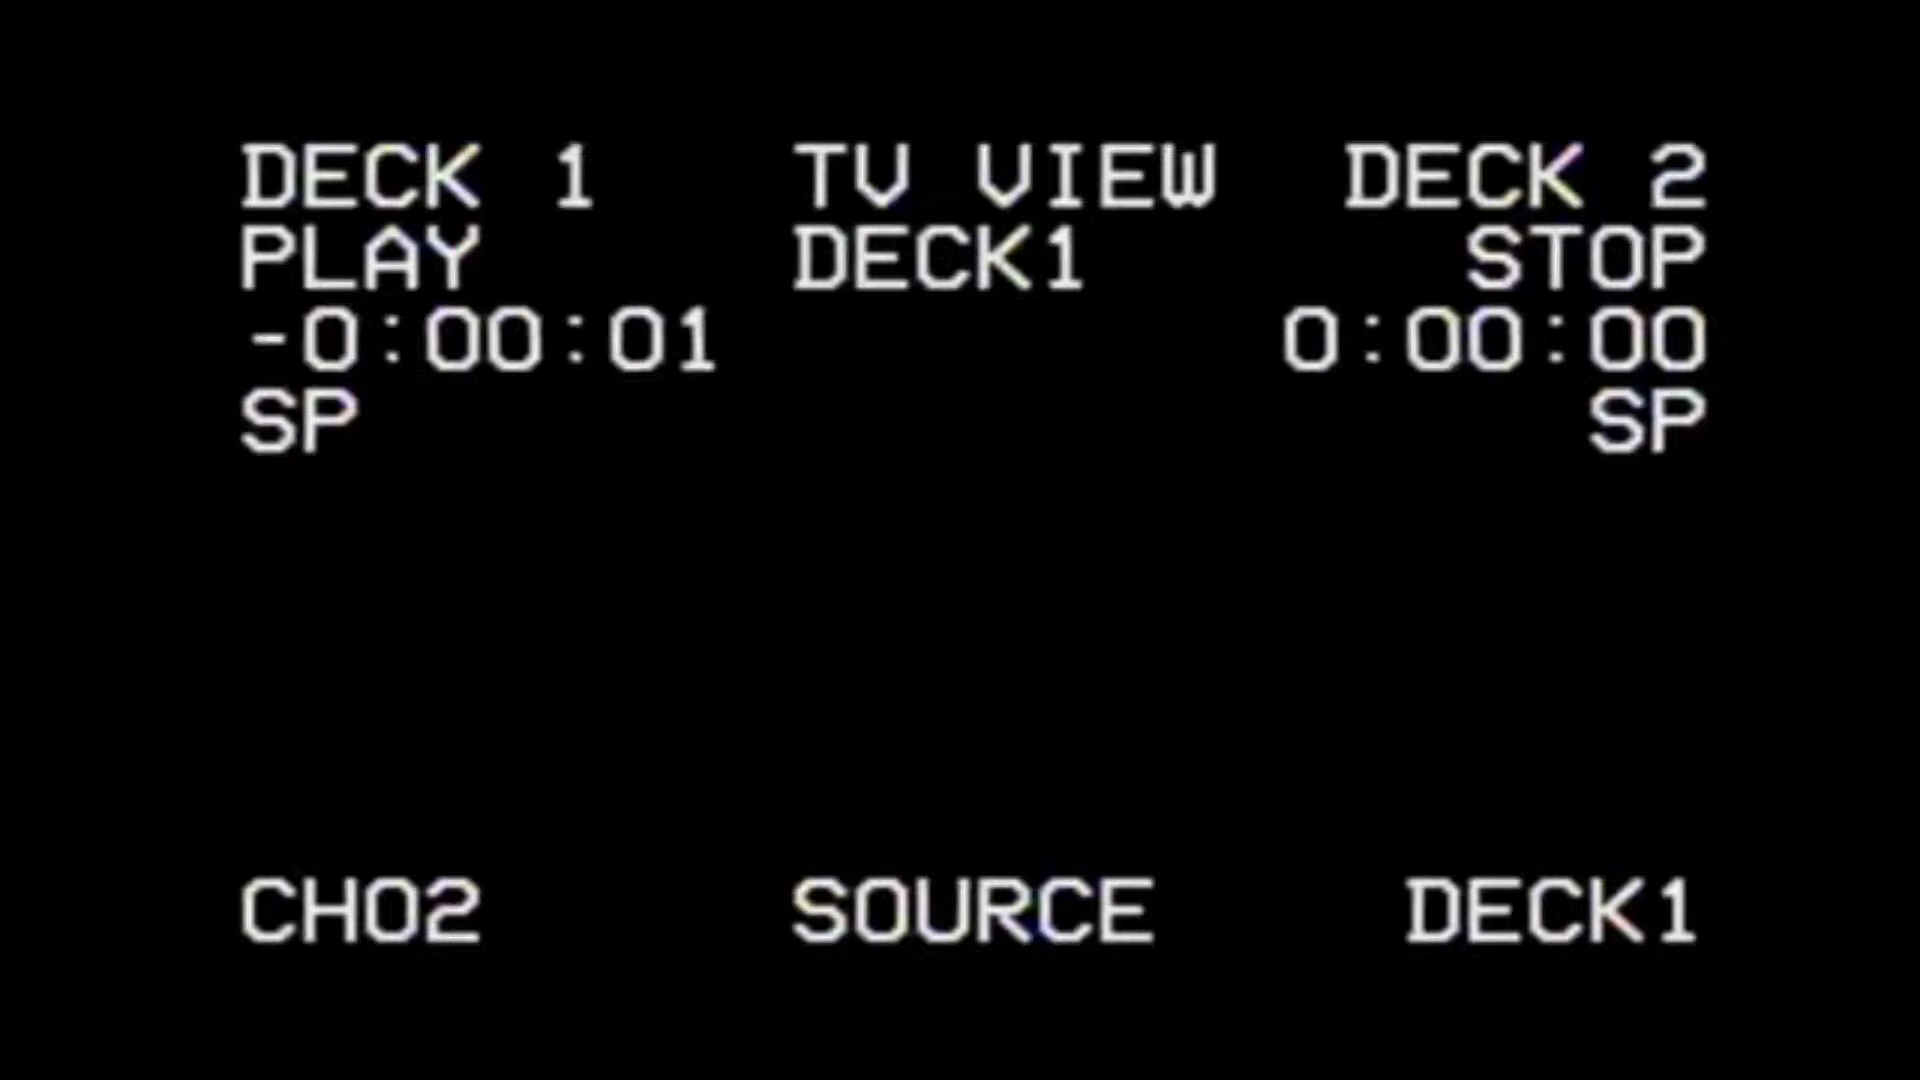 DECK 1 TV VIEW DECK 2
PLAY DECK1 STOP
-0:00:01 0:00:00
SP SP
CH02 SOURCE DECK1